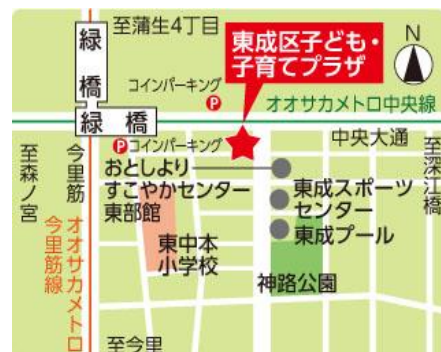 至蒲生4丁目
緑橋
東成区子ども・
子育てプラザ
N
コインパーキング
P
オオサカメトロ中央線
緑橋
P コインパーキング
中央大通
至森ノ宮
今里筋
オオサカメトロ
今里筋線
おとしより
すこやかセンター
東部館
東成スポーツ
センター
東成プール
至深江橋
東中本
小学校
神路公園
至今里